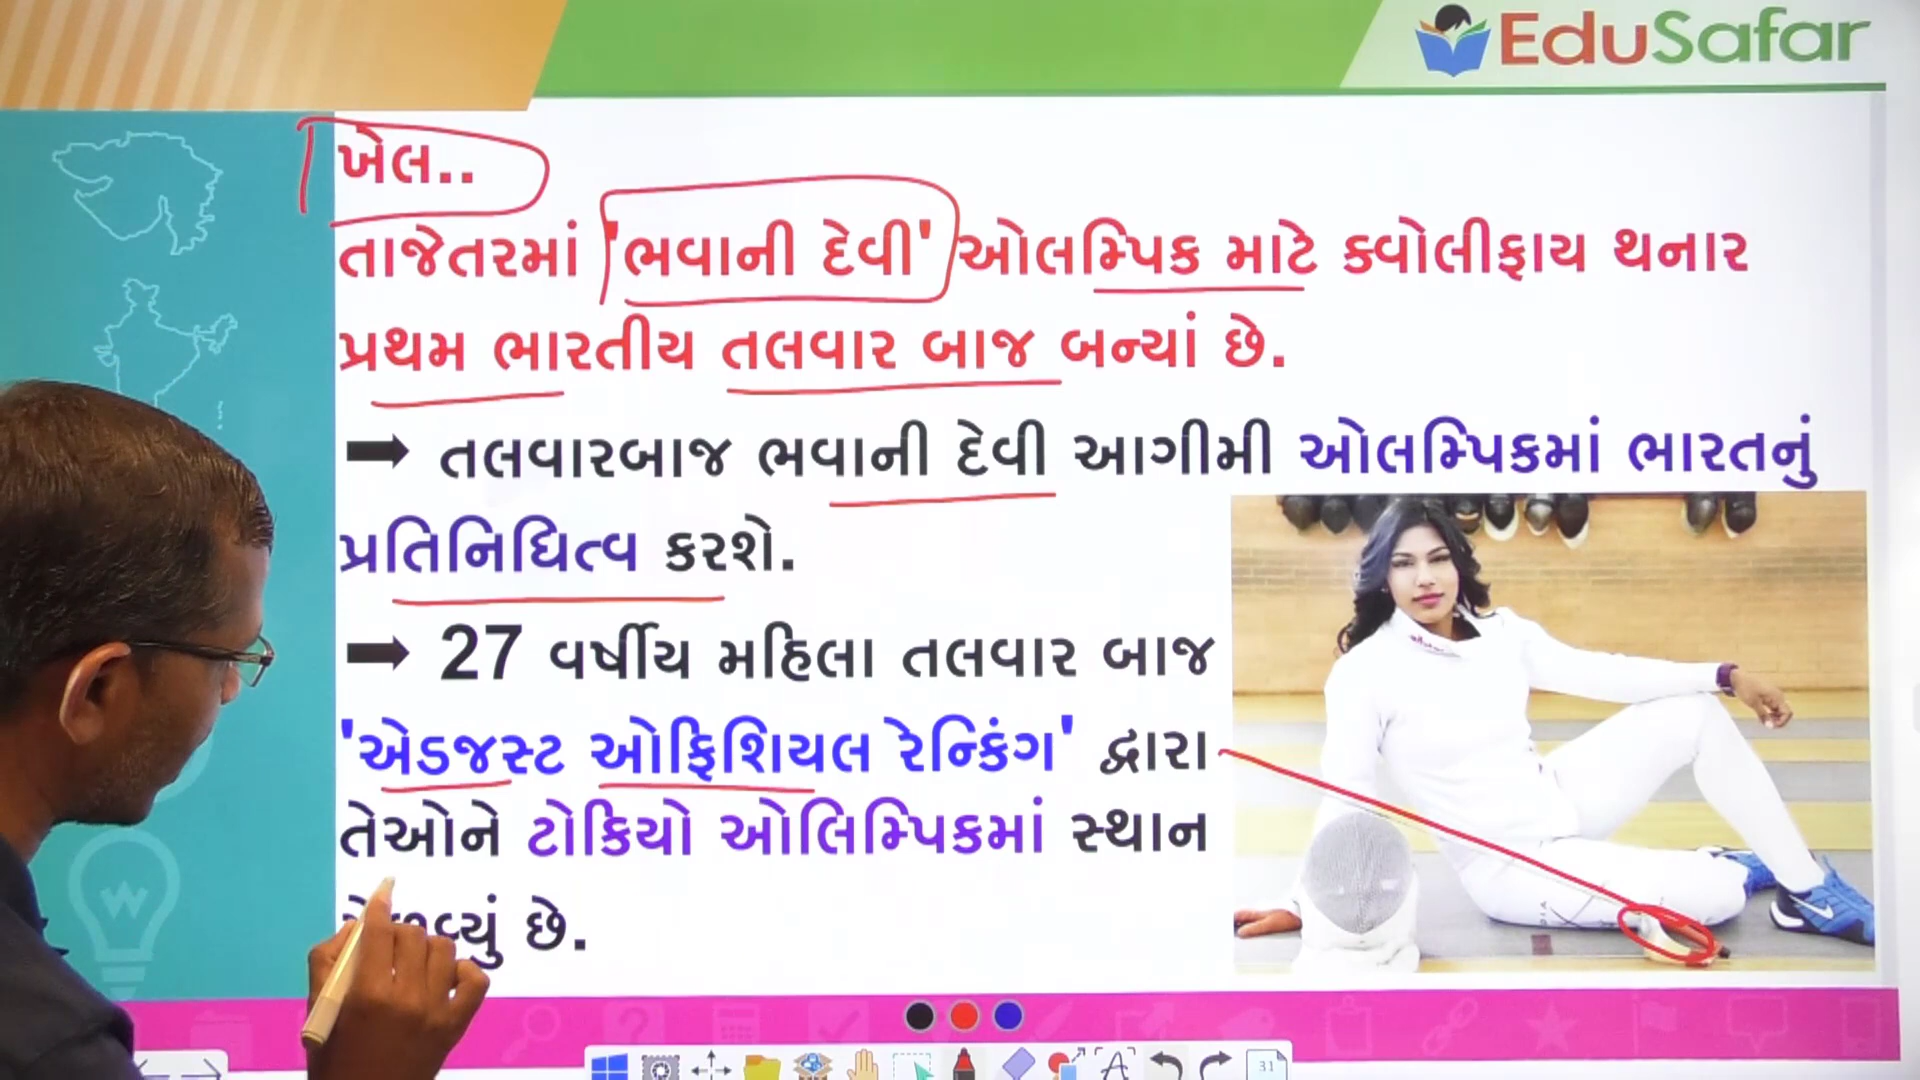 EduSafar
ખેલ..
તાજેતરમાં 'ભવાની દેવી' ઓલમ્પિક માટે ક્વોલીફાય થનાર
પ્રથમ ભારતીય તલવાર બાજ બન્યાં છે.
તલવારબાજ ભવાની દેવી આગીમી ઓલમ્પિકમાં ભારતનું
પ્રતિનિધિત્વ કરશે.
27 વર્ષીય મહિલા તલવાર બાજ
'એડજસ્ટ ઓફિશિયલ રેન્કિંગ' દ્વારા
તેઓને ટોકિયો ઓલિમ્પિકમાં સ્થાન
છે.
31